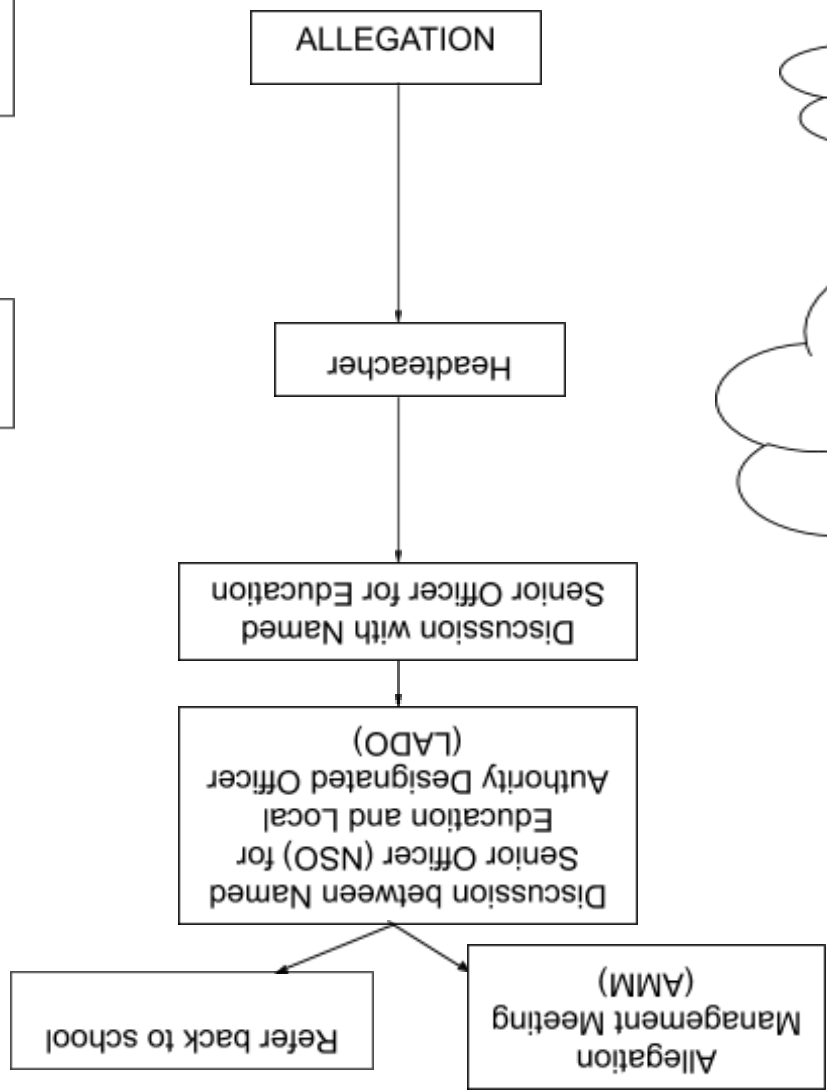 ALLEGATION
Headteacher
Discussion with Named
Senior Officer for Education
Discussion between Named
Senior Officer (NSO) for
Education and Local
Authority Designated Officer
(LADO)
Refer back to school
Allegation
Management Meeting
(AMM)